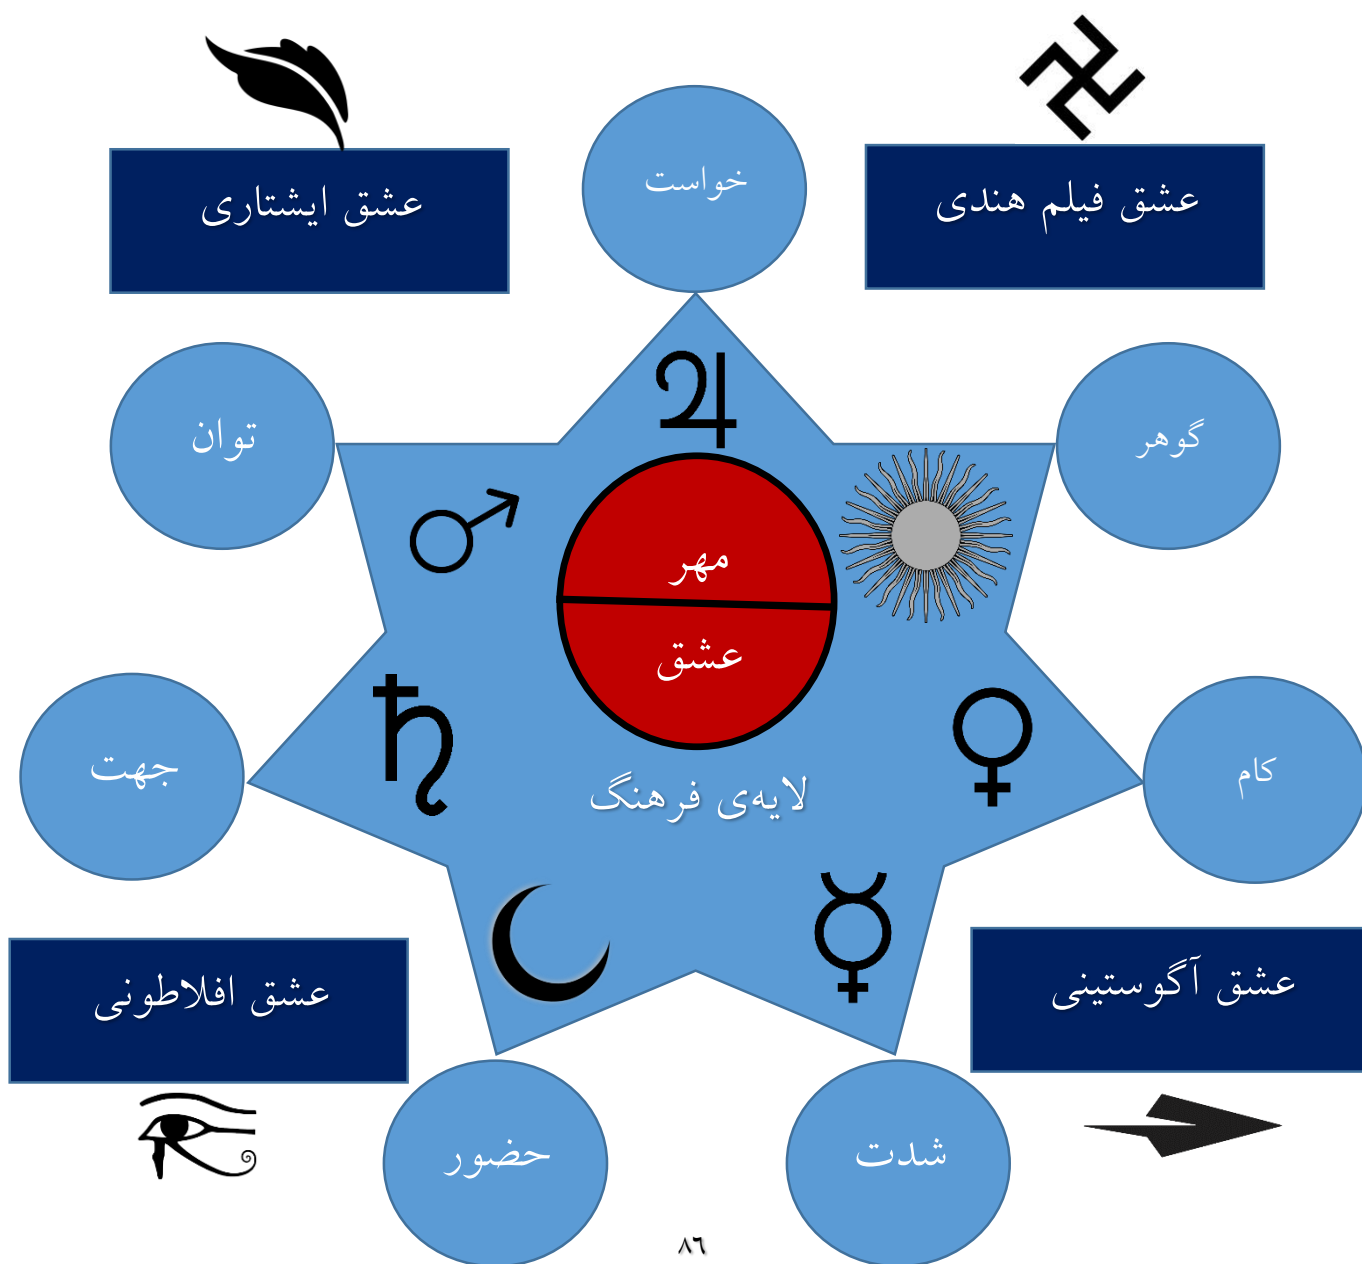 خواست
عشق فیلم هندی
عشق ایشتاری
گوهر
توان
مهر
عشق
کام
جهت
لایه‌ی فرهنگ
عشق آگوستینی
عشق افلاطونی
شدت
حضور
۸٦